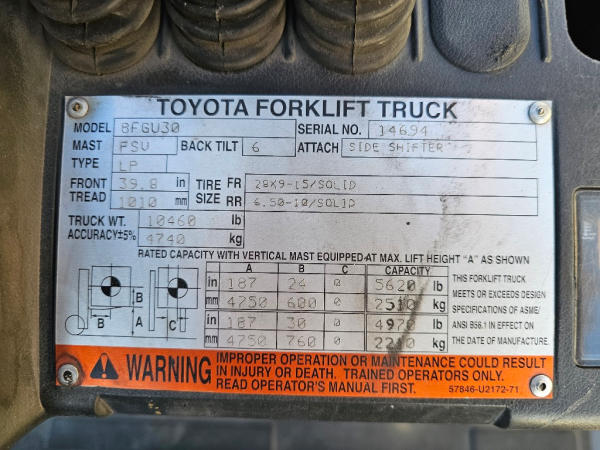 TOYOTA FORKLIFT TRUCK
MODEL 8FGU30 SERIAL NO. 14694
MAST FSV BACK TILT 6 ATTACH SIDE SHIFTER
TYPE LP
FRONT TREAD 39.8 in TIRE SIZE FR 28X9-15/SOLID
1010 mm RR 6.50-10/SOLID
TRUCK WT. 10460 lb
ACCURACY±5% 4740 kg
RATED CAPACITY WITH VERTICAL MAST EQUIPPED AT MAX. LIFT HEIGHT "A" AS SHOWN
A B C CAPACITY
in 187 24 0 5620 lb
mm 4750 600 0 2510 kg
in 187 30 0 4970 lb
mm 4750 760 0 2210 kg
B
B A C
THIS FORKLIFT TRUCK
MEETS OR EXCEEDS DESIGN
SPECIFICATIONS OF ASME/
ANSI B56.1 IN EFFECT ON
THE DATE OF MANUFACTURE.
WARNING
IMPROPER OPERATION OR MAINTENANCE COULD RESULT
IN INJURY OR DEATH. TRAINED OPERATORS ONLY.
READ OPERATOR'S MANUAL FIRST.
57846-U2172-71